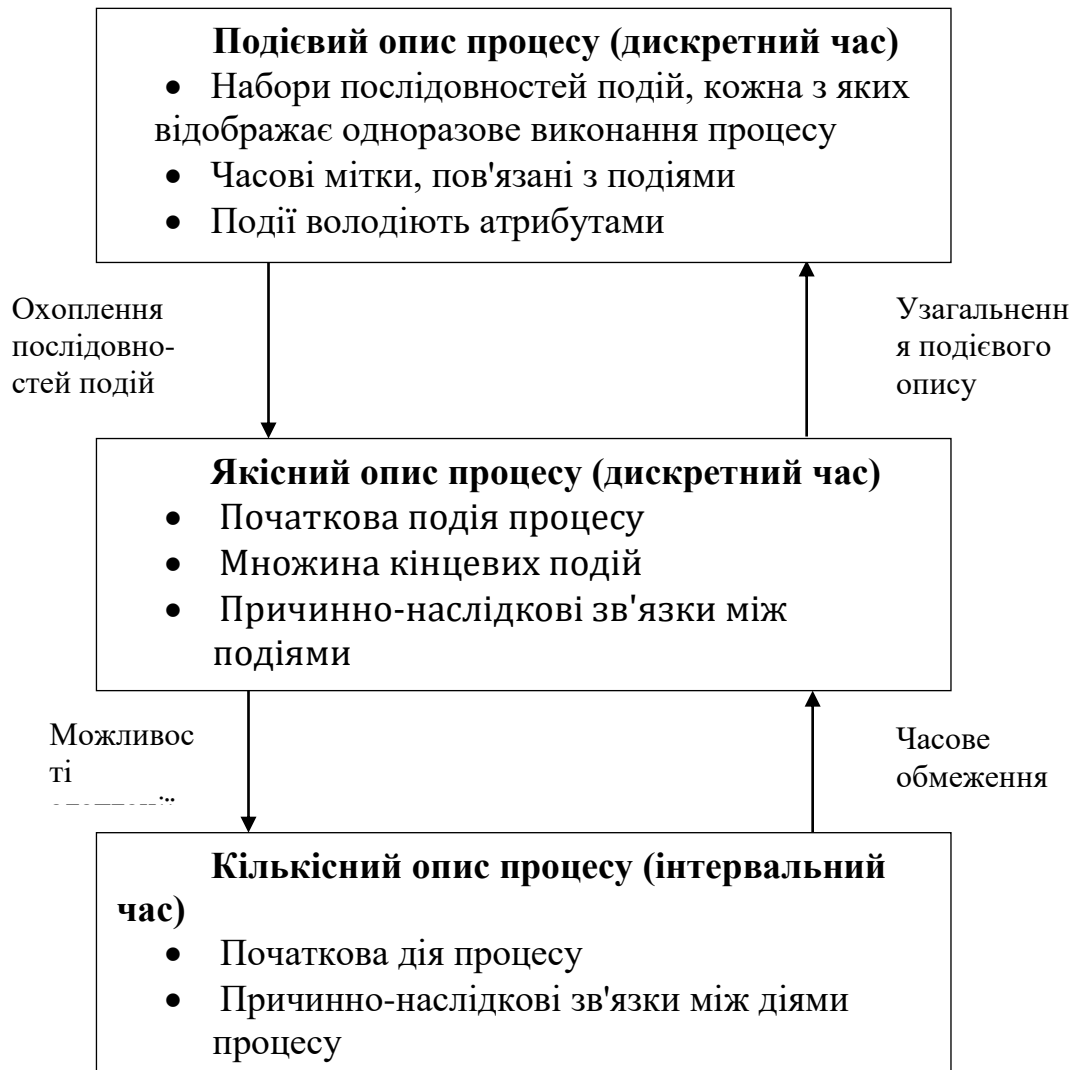 Подієвий опис процесу (дискретний час)
• Набори послідовностей подій, кожна з яких
відображає одноразове виконання процесу
• Часові мітки, пов'язані з подіями
• Події володіють атрибутами
Охоплення
послідовно-
стей подій
Узагальненн
я подієвого
опису
Якісний опис процесу (дискретний час)
• Початкова подія процесу
• Множина кінцевих подій
• Причинно-наслідкові зв'язки між
подіями
Можливос
ті
Часове
обмеження
Кількісний опис процесу (інтервальний
час)
• Початкова дія процесу
• Причинно-наслідкові зв'язки між діями
процесу